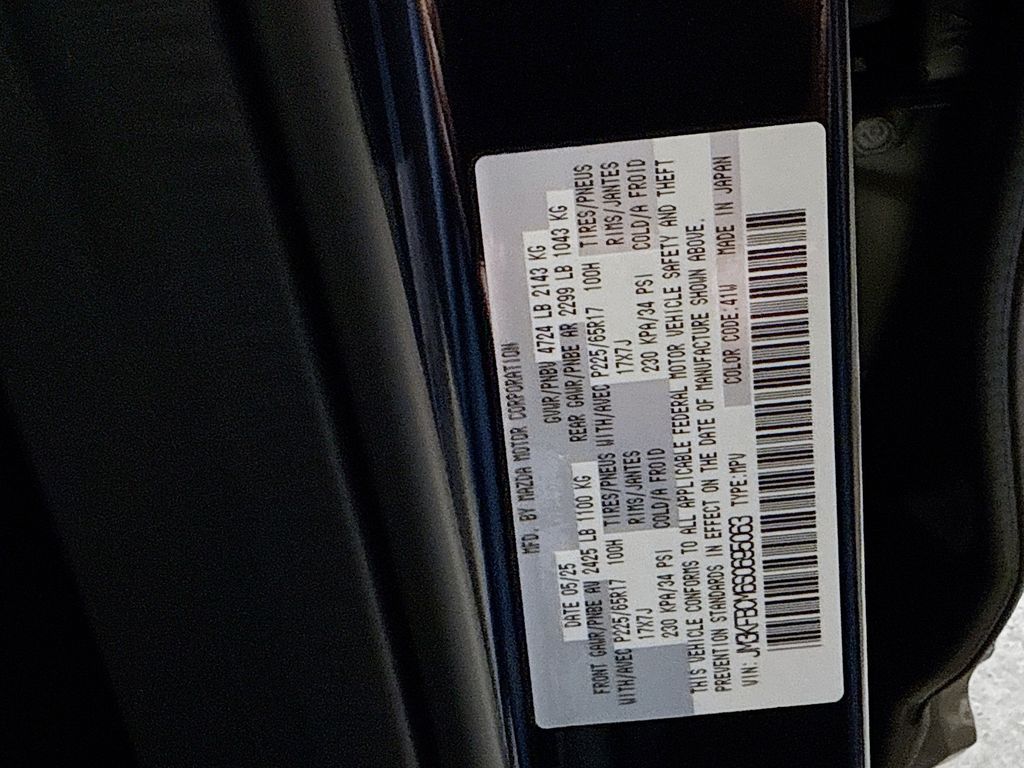 MFD. BY MAZDA MOTOR CORPORATION
DATE 05/25 GVWR/PNBV 4724 LB 2143 KG
FRONT GAWR/PNBE AV 2425 LB 1100 KG REAR GAWR/PNBE AR 2299 LB 1043 KG
WITH/AVEC P225/65R17 100H TIRES/PNEUS WITH/AVEC P225/65R17 100H TIRES/PNEUS
17X7J RIMS/JANTES 17X7J RIMS/JANTES
230 KPA/34 PSI COLD/A FROID 230 KPA/34 PSI COLD/A FROID
THIS VEHICLE CONFORMS TO ALL APPLICABLE FEDERAL MOTOR VEHICLE SAFETY AND THEFT
PREVENTION STANDARDS IN EFFECT ON THE DATE OF MANUFACTURE SHOWN ABOVE.
COLOR CODE:41W MADE IN JAPAN
VIN: JM3KFBCM6S0695063 TYPE:MPV